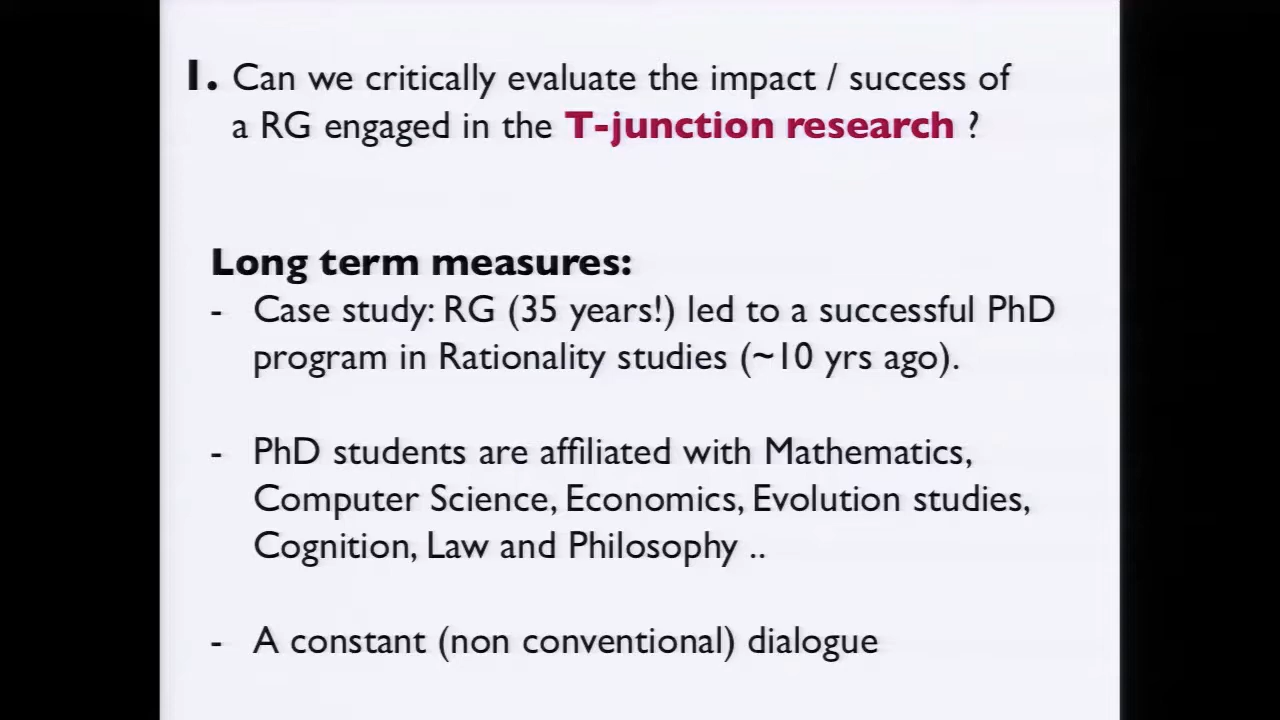 1. Can we critically evaluate the impact / success of
a RG engaged in the T-junction research ?
Long term measures:
- Case study: RG (35 years!) led to a successful PhD
program in Rationality studies (~10 yrs ago).
- PhD students are affiliated with Mathematics,
Computer Science, Economics, Evolution studies,
Cognition, Law and Philosophy ..
- A constant (non conventional) dialogue